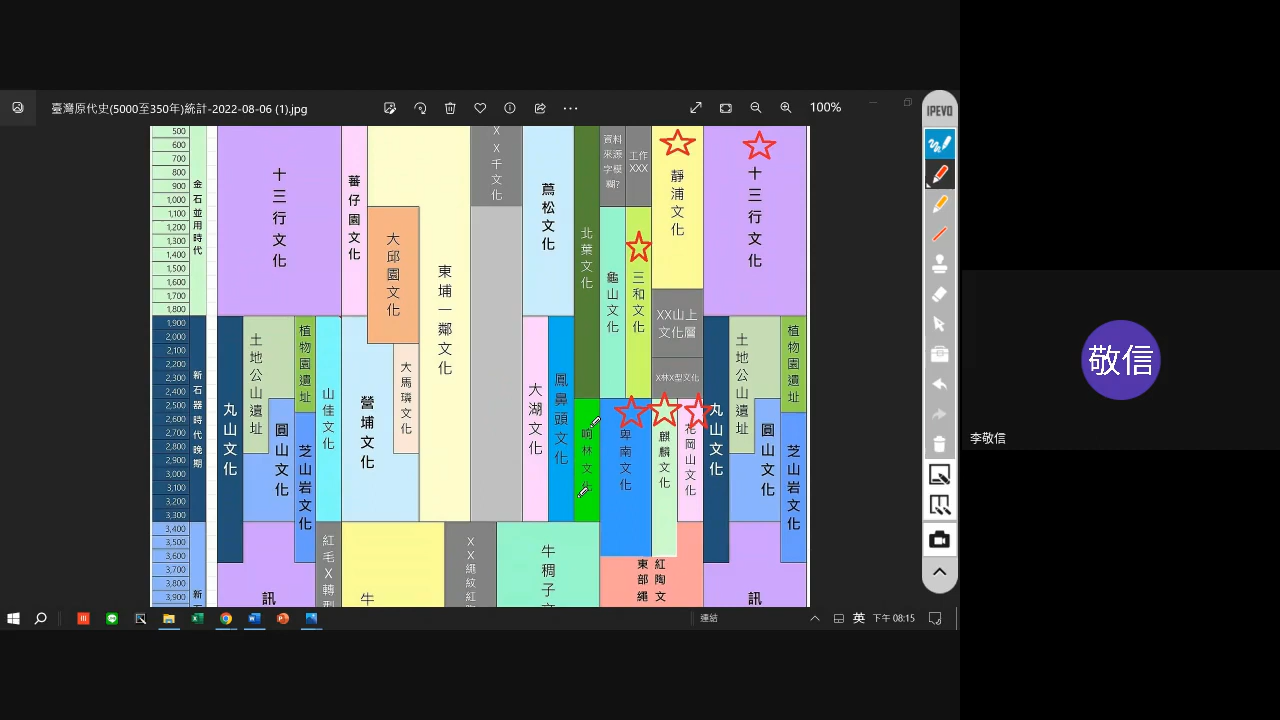 臺灣原代史(5000至350年)統計-2022-08-06 (1).jpg
100%
IPEVO
500
600
700
800
900
1,000
1,100
1,200
1,300
1,400
1,500
1,600
1,700
1,800
1,900
2,000
2,100
2,200
2,300
2,400
2,500
2,600
2,700
2,800
2,900
3,000
3,100
3,200
3,300
3,400
3,500
3,600
3,700
3,800
3,900
金石並用時代
新石器時代晚期
新
十三行文化
蕃仔園文化
大邱園文化
東埔一鄰文化
XX千文化
蔦松文化
北葉文化
資料來源字模糊?
工作XXX
龜山文化
三和文化
靜浦文化
XX山上文化層
X林X型文化
十三行文化
丸山文化
土地公山遺址
圓山文化
植物園遺址
芝山岩文化
山佳文化
營埔文化
大馬璘文化
大湖文化
鳳鼻頭文化
响林文化
卑南文化
麒麟文化
花岡山文化
丸山文化
土地公山遺址
圓山文化
植物園遺址
芝山岩文化
訊
紅毛X轉型
牛
XX繩紋紅
牛稠子文
東部繩
紅陶文
訊
敬信
李敬信
連結
英
下午 08:15